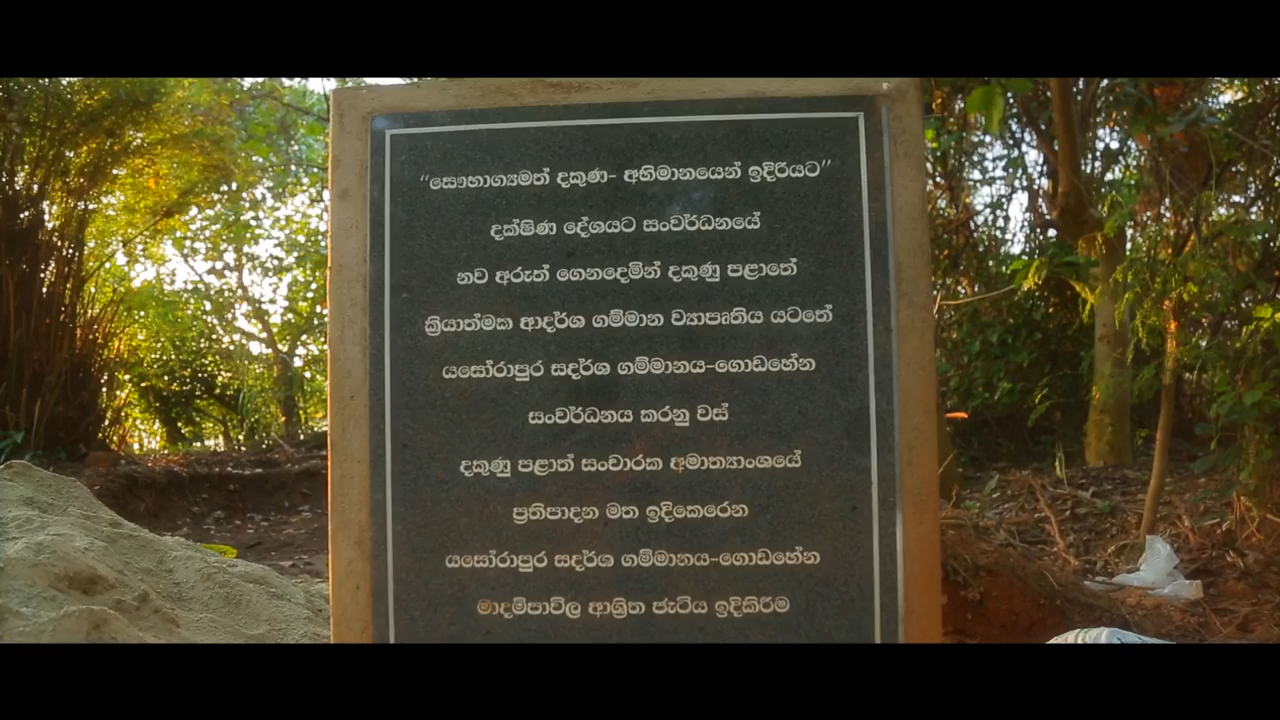 “සෞභාග්‍යමත් දකුණ- අභිමානයෙන් ඉදිරියට”
දක්ෂිණ දේශයට සංවර්ධනයේ
නව අරුත් ගෙනදෙමින් දකුණු පළාතේ
ක්‍රියාත්මක ආදර්ශ ගම්මාන ව්‍යාපෘතිය යටතේ
යසෝරාපුර සදර්ශ ගම්මානය-ගොඩහේන
සංවර්ධනය කරනු වස්
දකුණු පළාත් සංචාරක අමාත්‍යාංශයේ
ප්‍රතිපාදන මත ඉදිකෙරෙන
යසෝරාපුර සදර්ශ ගම්මානය-ගොඩහේන
මාදම්පාවිල ආශ්‍රිත ජැටිය ඉදිකිරීම